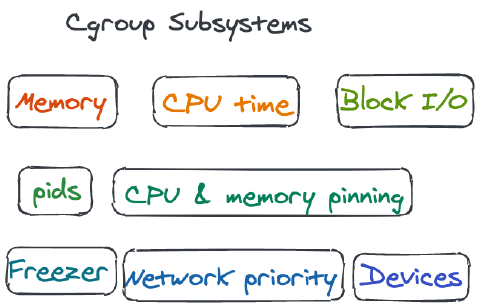 Cgroup Subsystems
Memory CPU time Block I/O
pids CPU & memory pinning
Freezer Network priority Devices